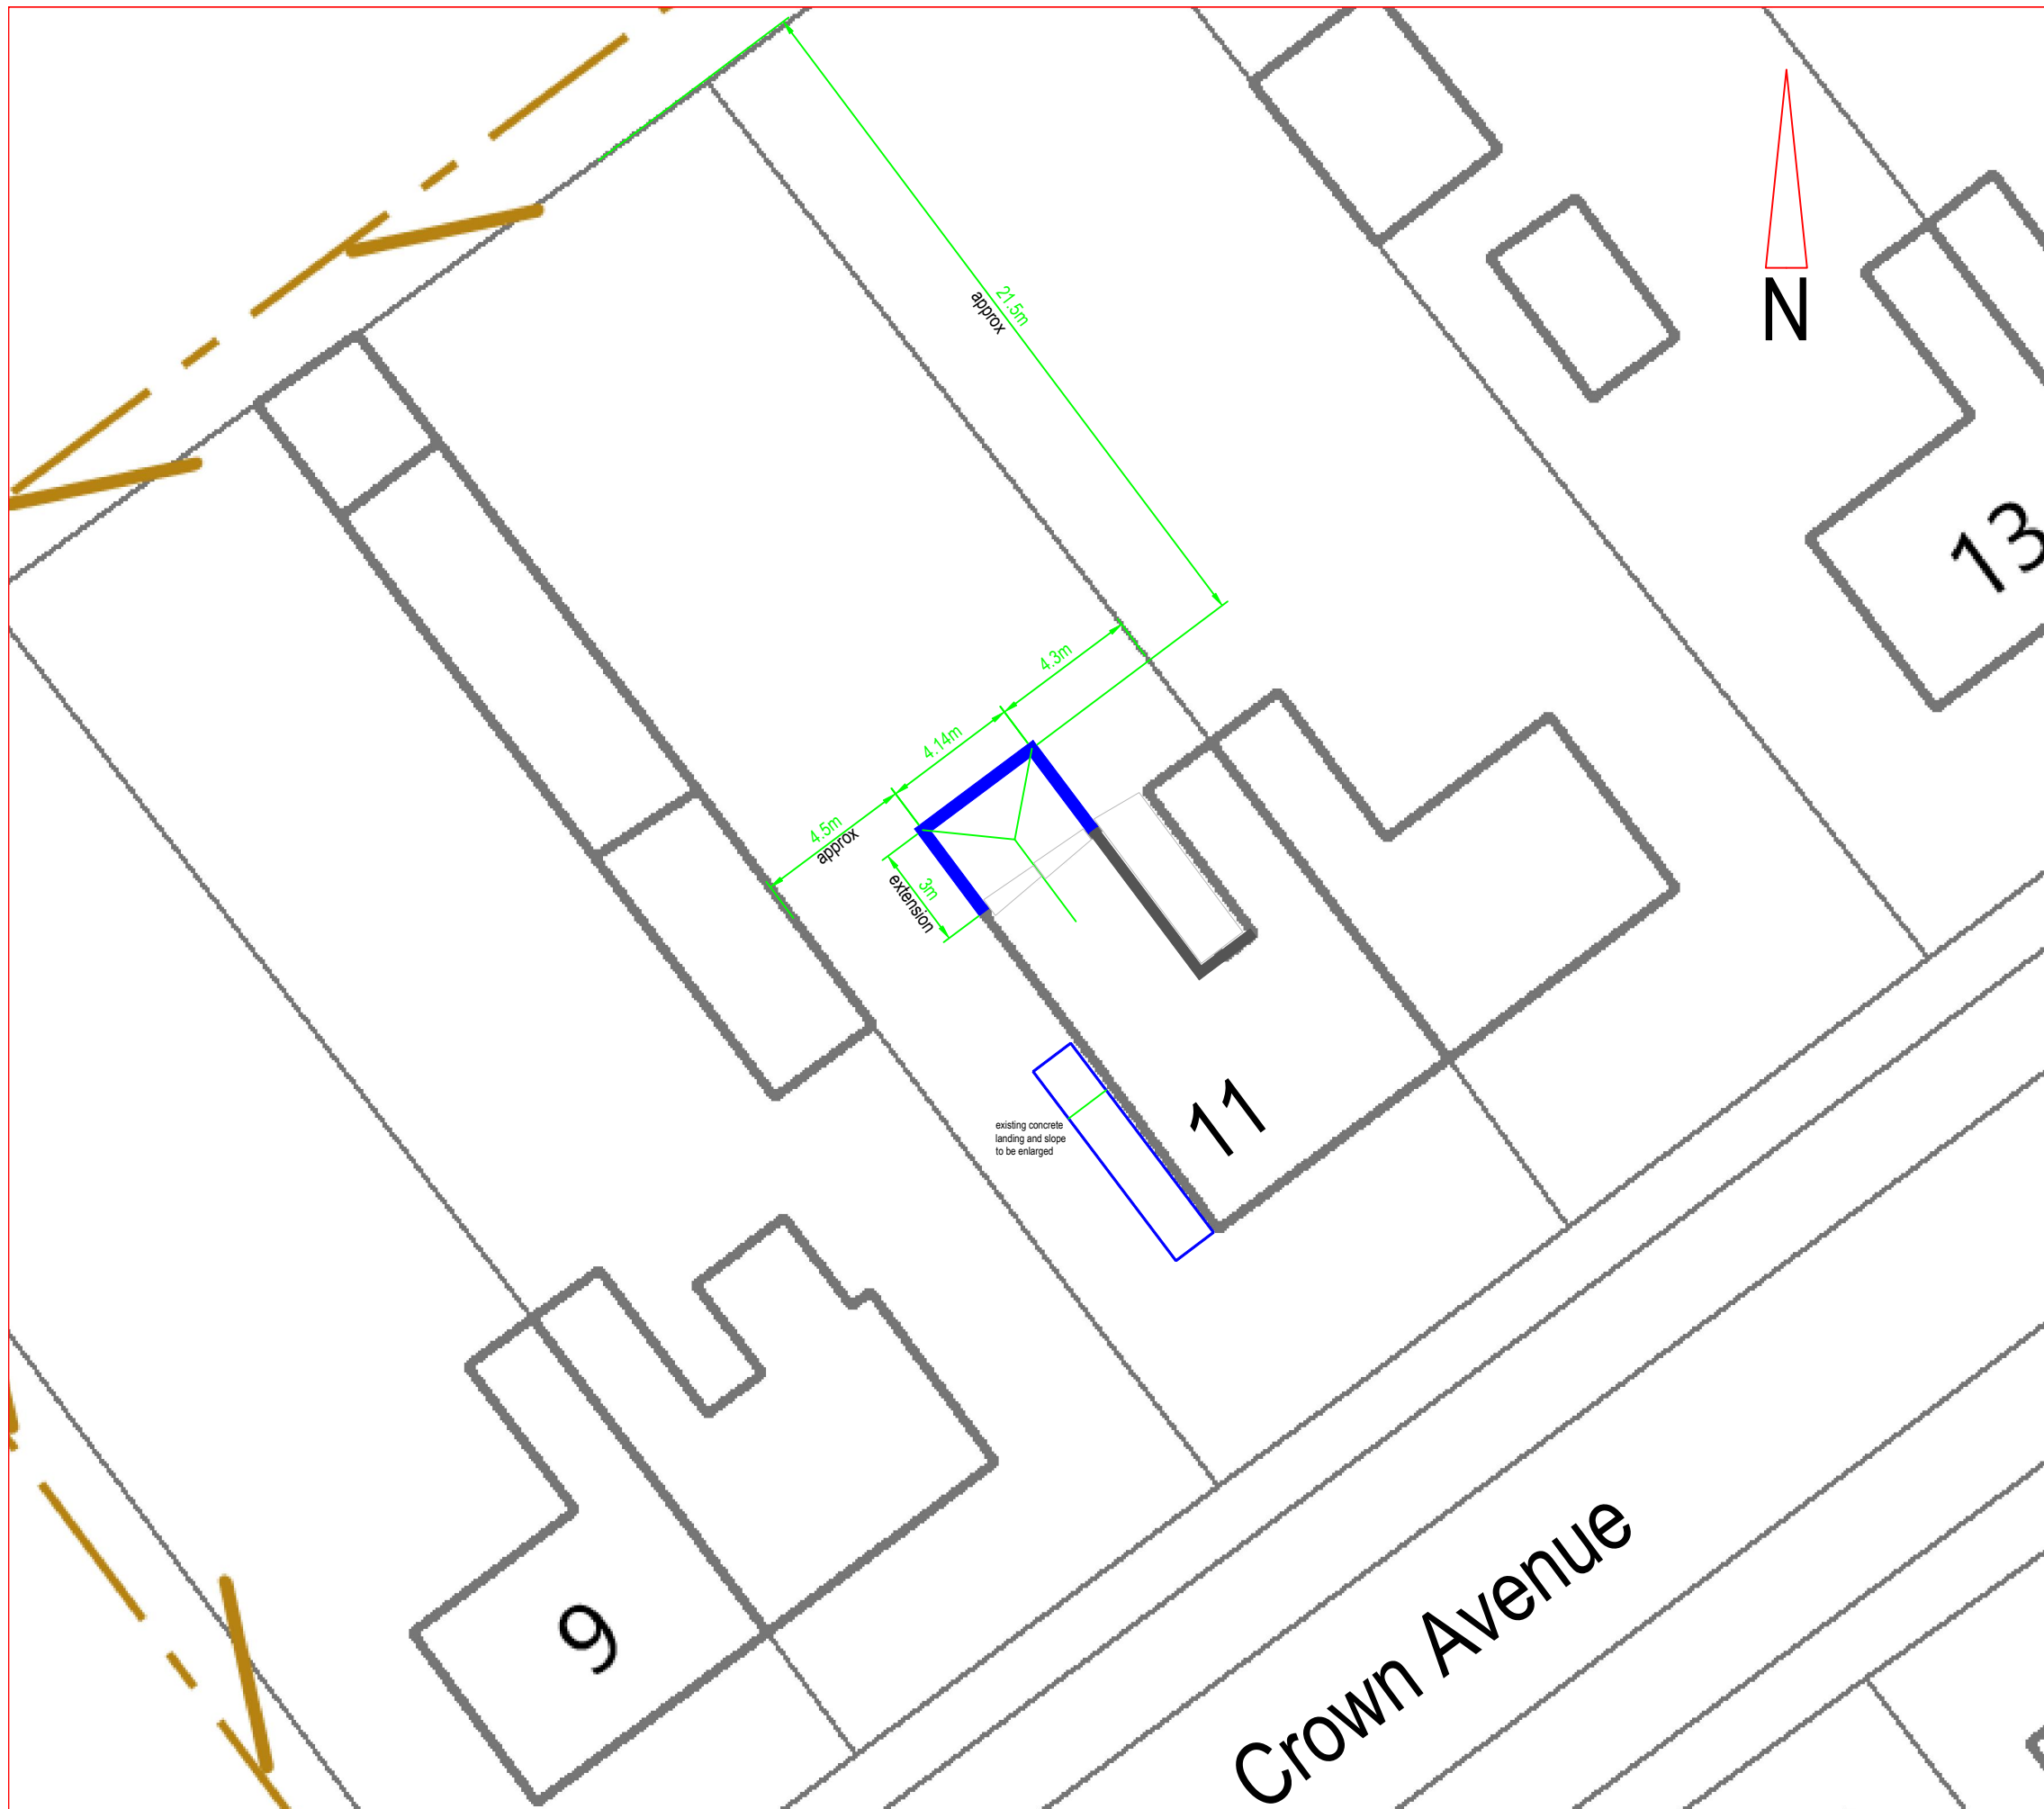 21.5m
approx
N
13
4.3m
4.14m
4.5m
approx
3m
extension
11
existing concrete
landing and slope
to be enlarged
9
Crown Avenue